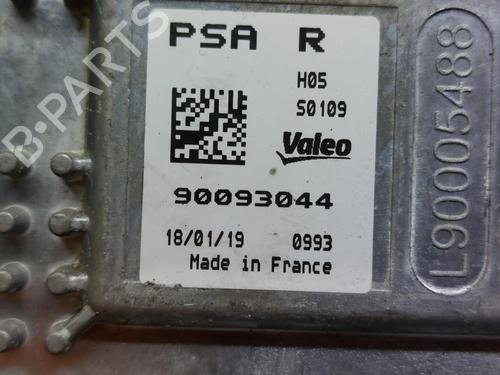 PSA R
H05
S0109
Valeo
90093044
18/01/19 0993
Made in France
L90005488
B-PARTS